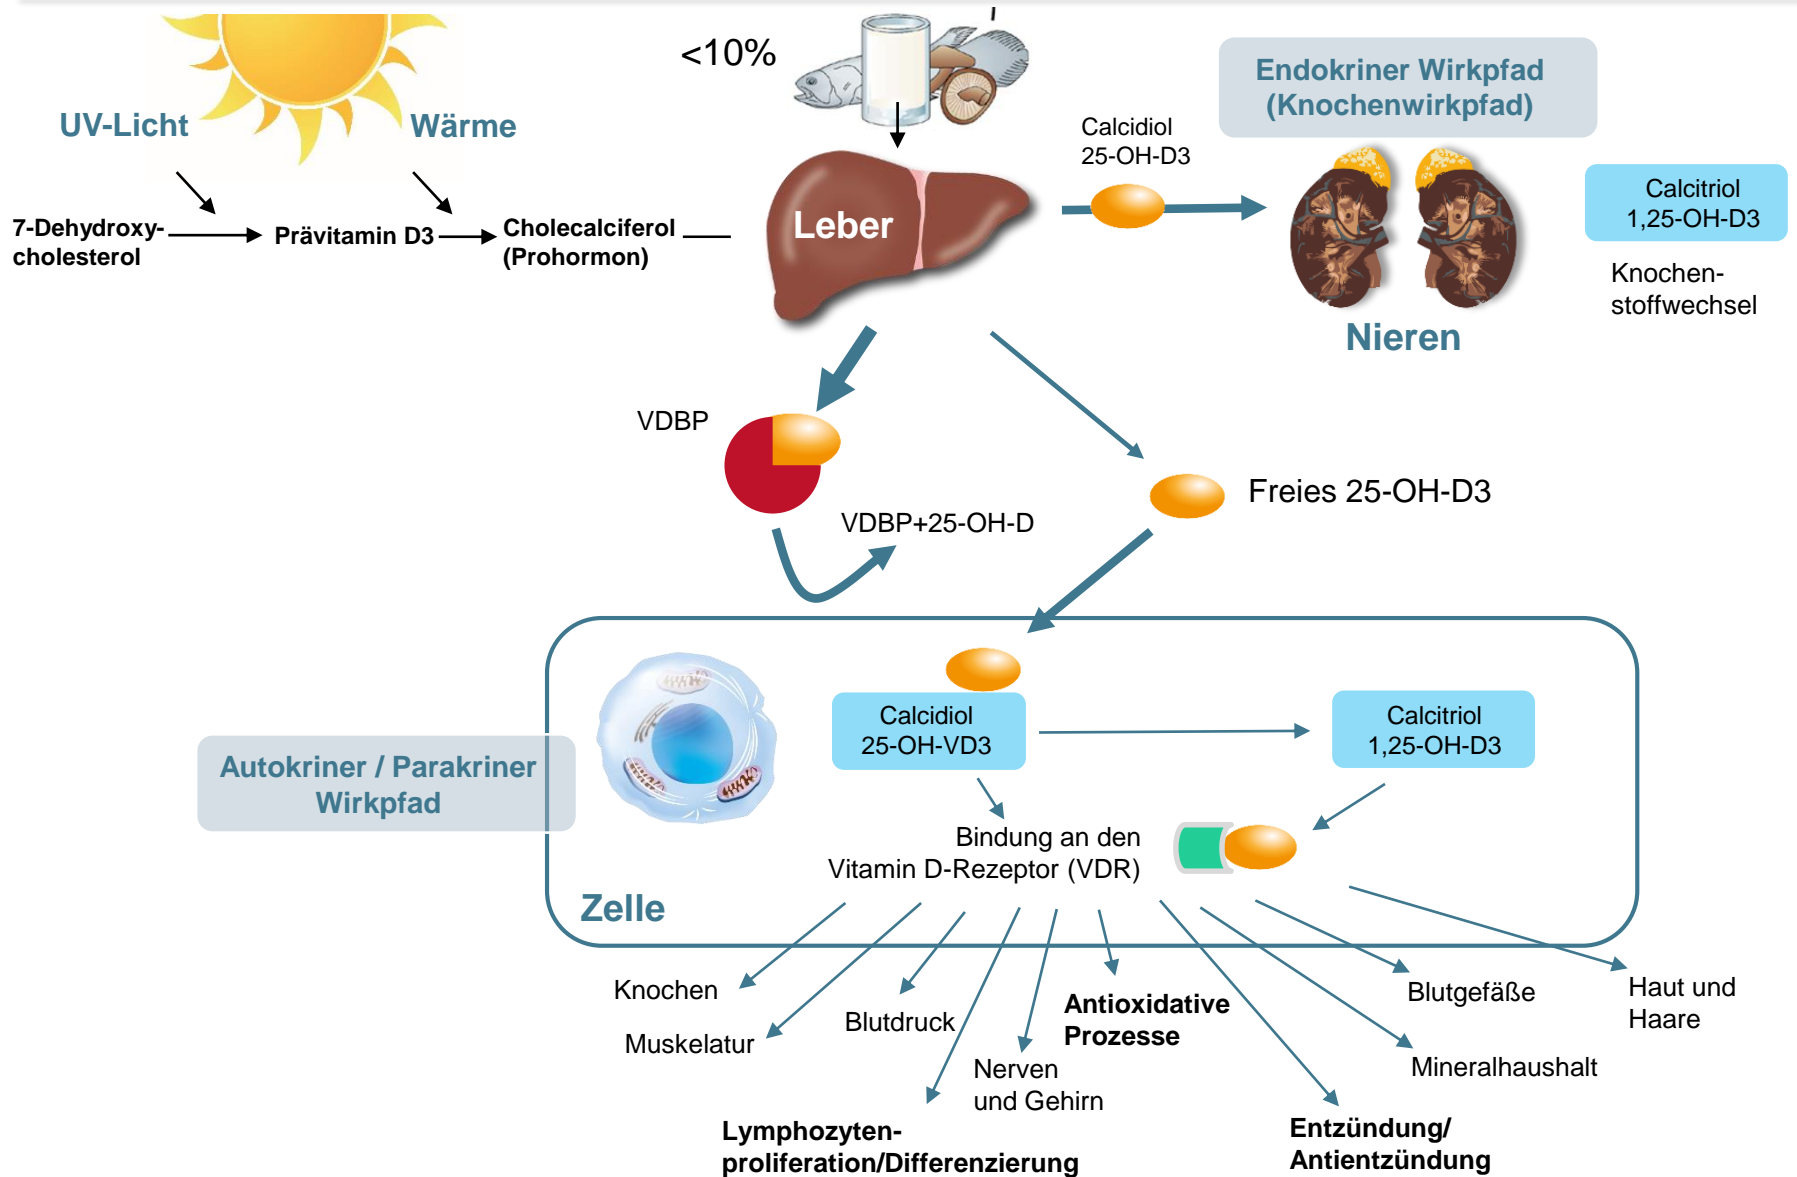 <10%
Endokriner Wirkpfad
(Knochenwirkpfad)
UV-Licht
Wärme
Calcidiol
25-OH-D3
Calcitriol
1,25-OH-D3
7-Dehydroxy-
cholesterol
Prävitamin D3
Cholecalciferol
(Prohormon)
Leber
Knochen-
stoffwechsel
Nieren
VDBP
Freies 25-OH-D3
VDBP+25-OH-D
Calcidiol
25-OH-VD3
Calcitriol
1,25-OH-D3
Autokriner / Parakriner
Wirkpfad
Bindung an den
Vitamin D-Rezeptor (VDR)
Zelle
Knochen
Muskelatur
Blutdruck
Antioxidative
Prozesse
Blutgefäße
Haut und
Haare
Nerven
und Gehirn
Mineralhaushalt
Lymphozyten-
proliferation/Differenzierung
Entzündung/
Antientzündung